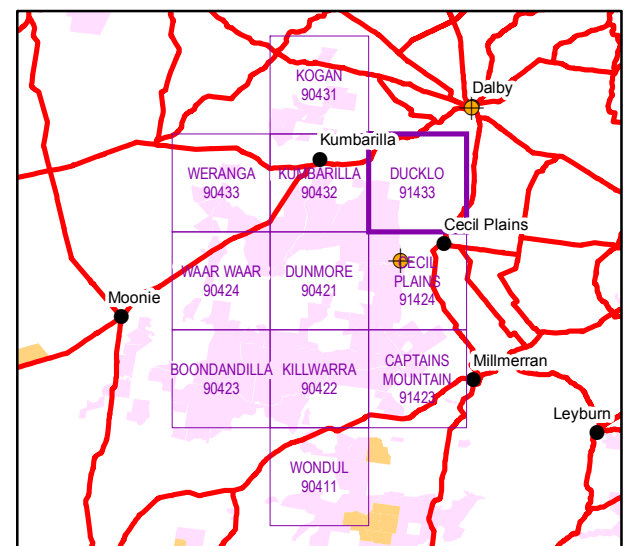 KOGAN
90431
Dalby
Kumbarilla
WERANGA
90433
KUMBARILLA
90432
DUCKLO
91433
Cecil Plains
WAAR WAAR
90424
DUNMORE
90421
CECIL
PLAINS
91424
Moonie
BOONDANDILLA
90423
KILLWARRA
90422
CAPTAINS
MOUNTAIN
91423
Millmerran
Leyburn
WONDUL
90411